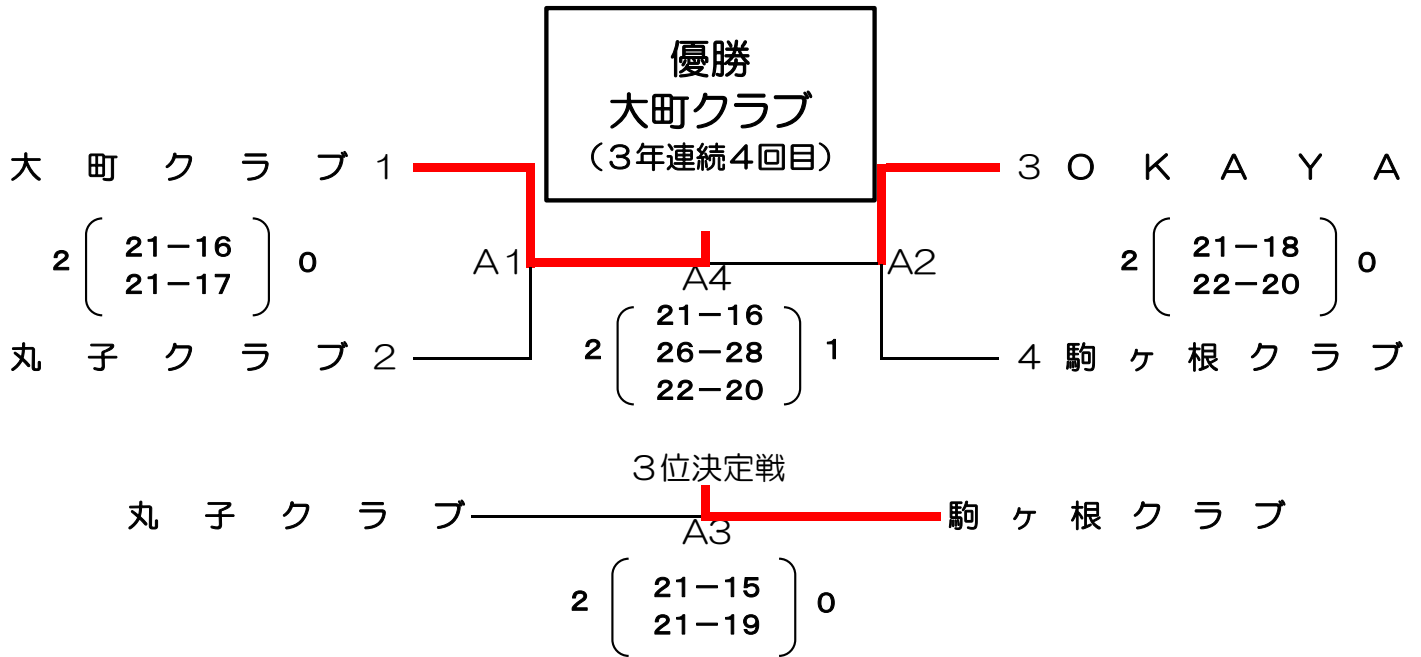 優勝
大町クラブ
(3年連続4回目)
大町クラブ 1
3 OKAYA
2 21-16 0
21-17
2 21-18 0
22-20
A1
A2
A4
丸子クラブ 2
4 駒ヶ根クラブ
2 21-16 1
26-28
22-20
3位決定戦
丸子クラブ
駒ヶ根クラブ
A3
2 21-15 0
21-19